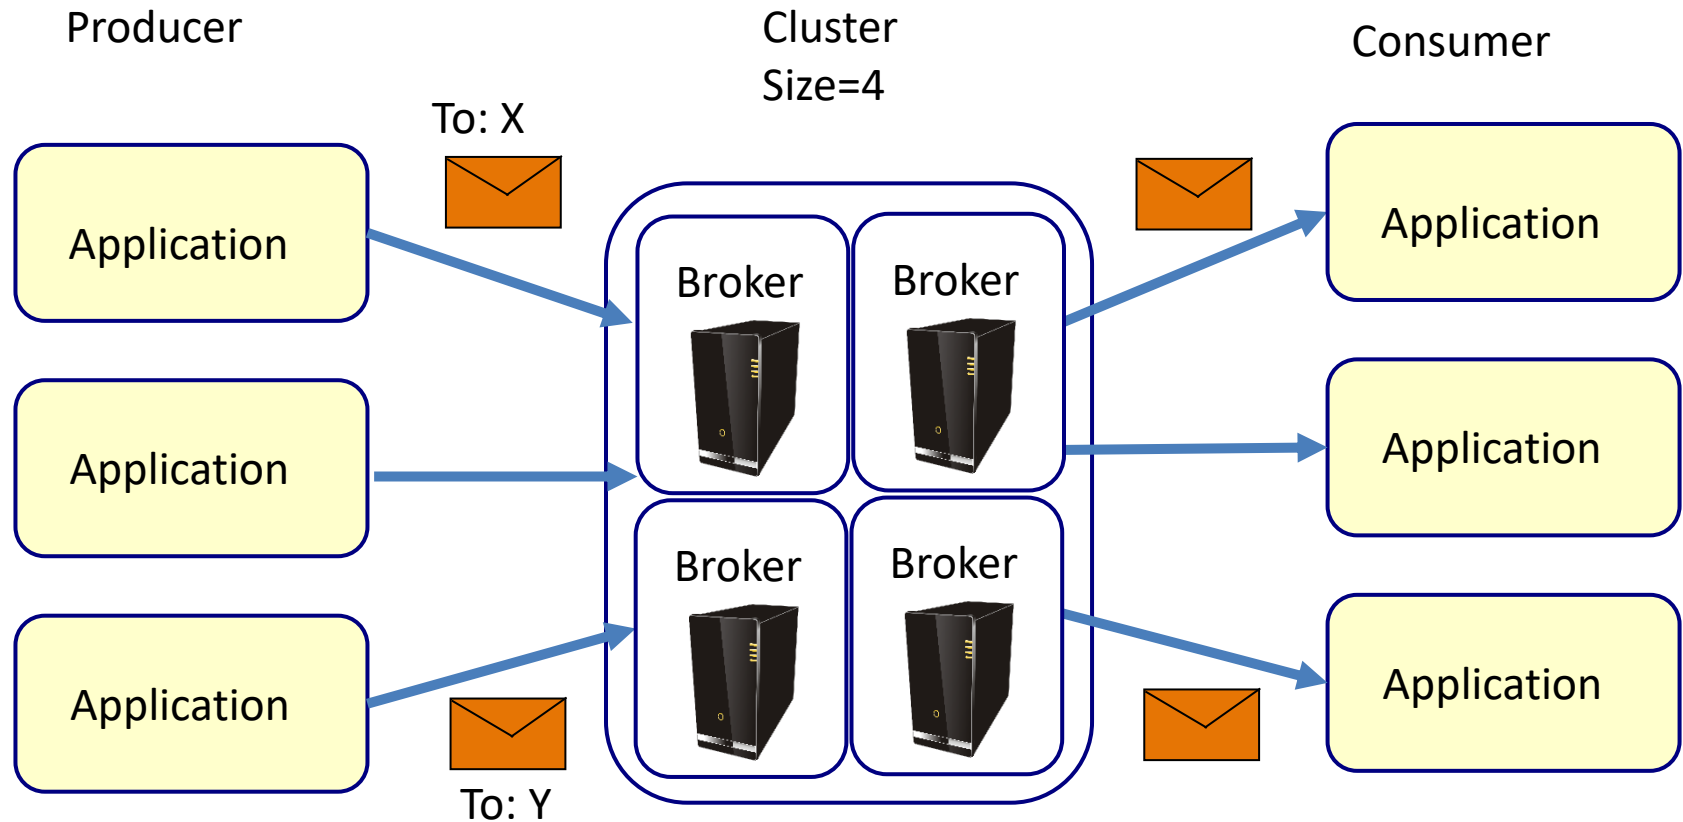 Producer
Cluster
Size=4
Consumer
To: X
Application
Broker
Broker
Application
Application
Application
Broker
Broker
Application
Application
To: Y